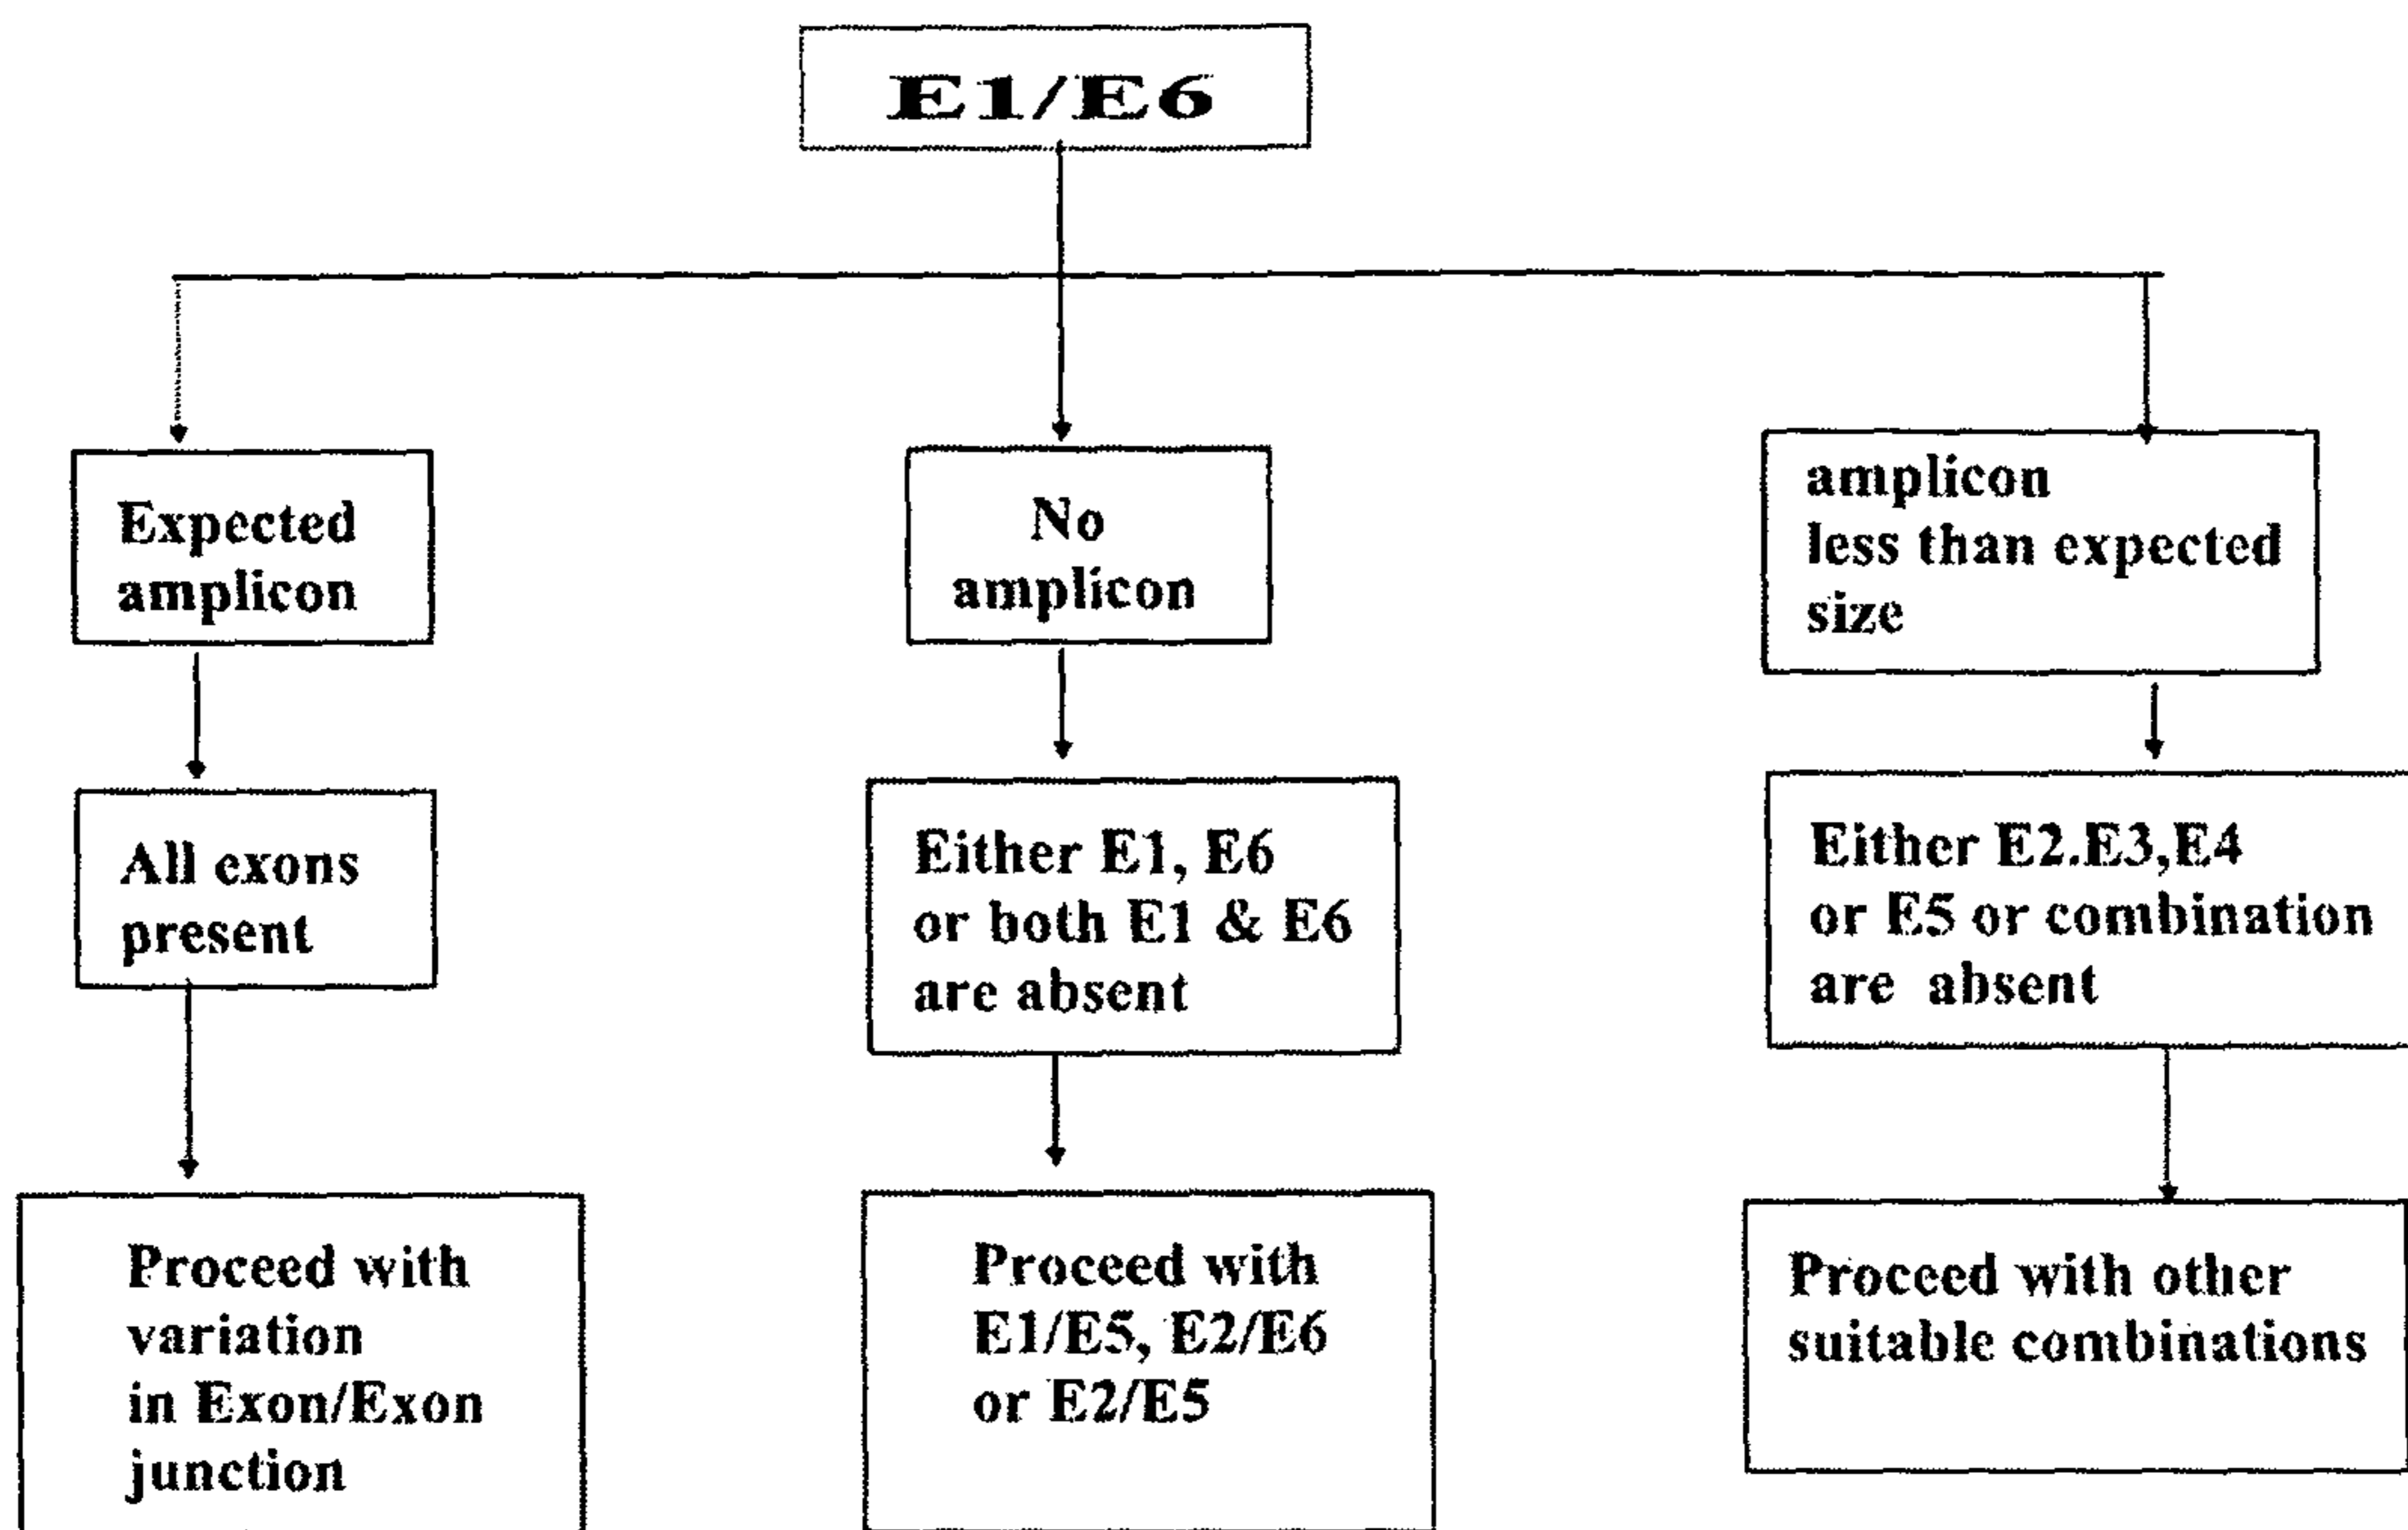 E1/E6
Expected
amplicon
No
amplicon
amplicon
less than expected
size
All exons
present
Either E1, E6
or both E1 & E6
are absent
Either E2.E3,E4
or E5 or combination
are absent
Proceed with
variation
in Exon/Exon
junction
Proceed with
E1/E5, E2/E6
or E2/E5
Proceed with other
suitable combinations